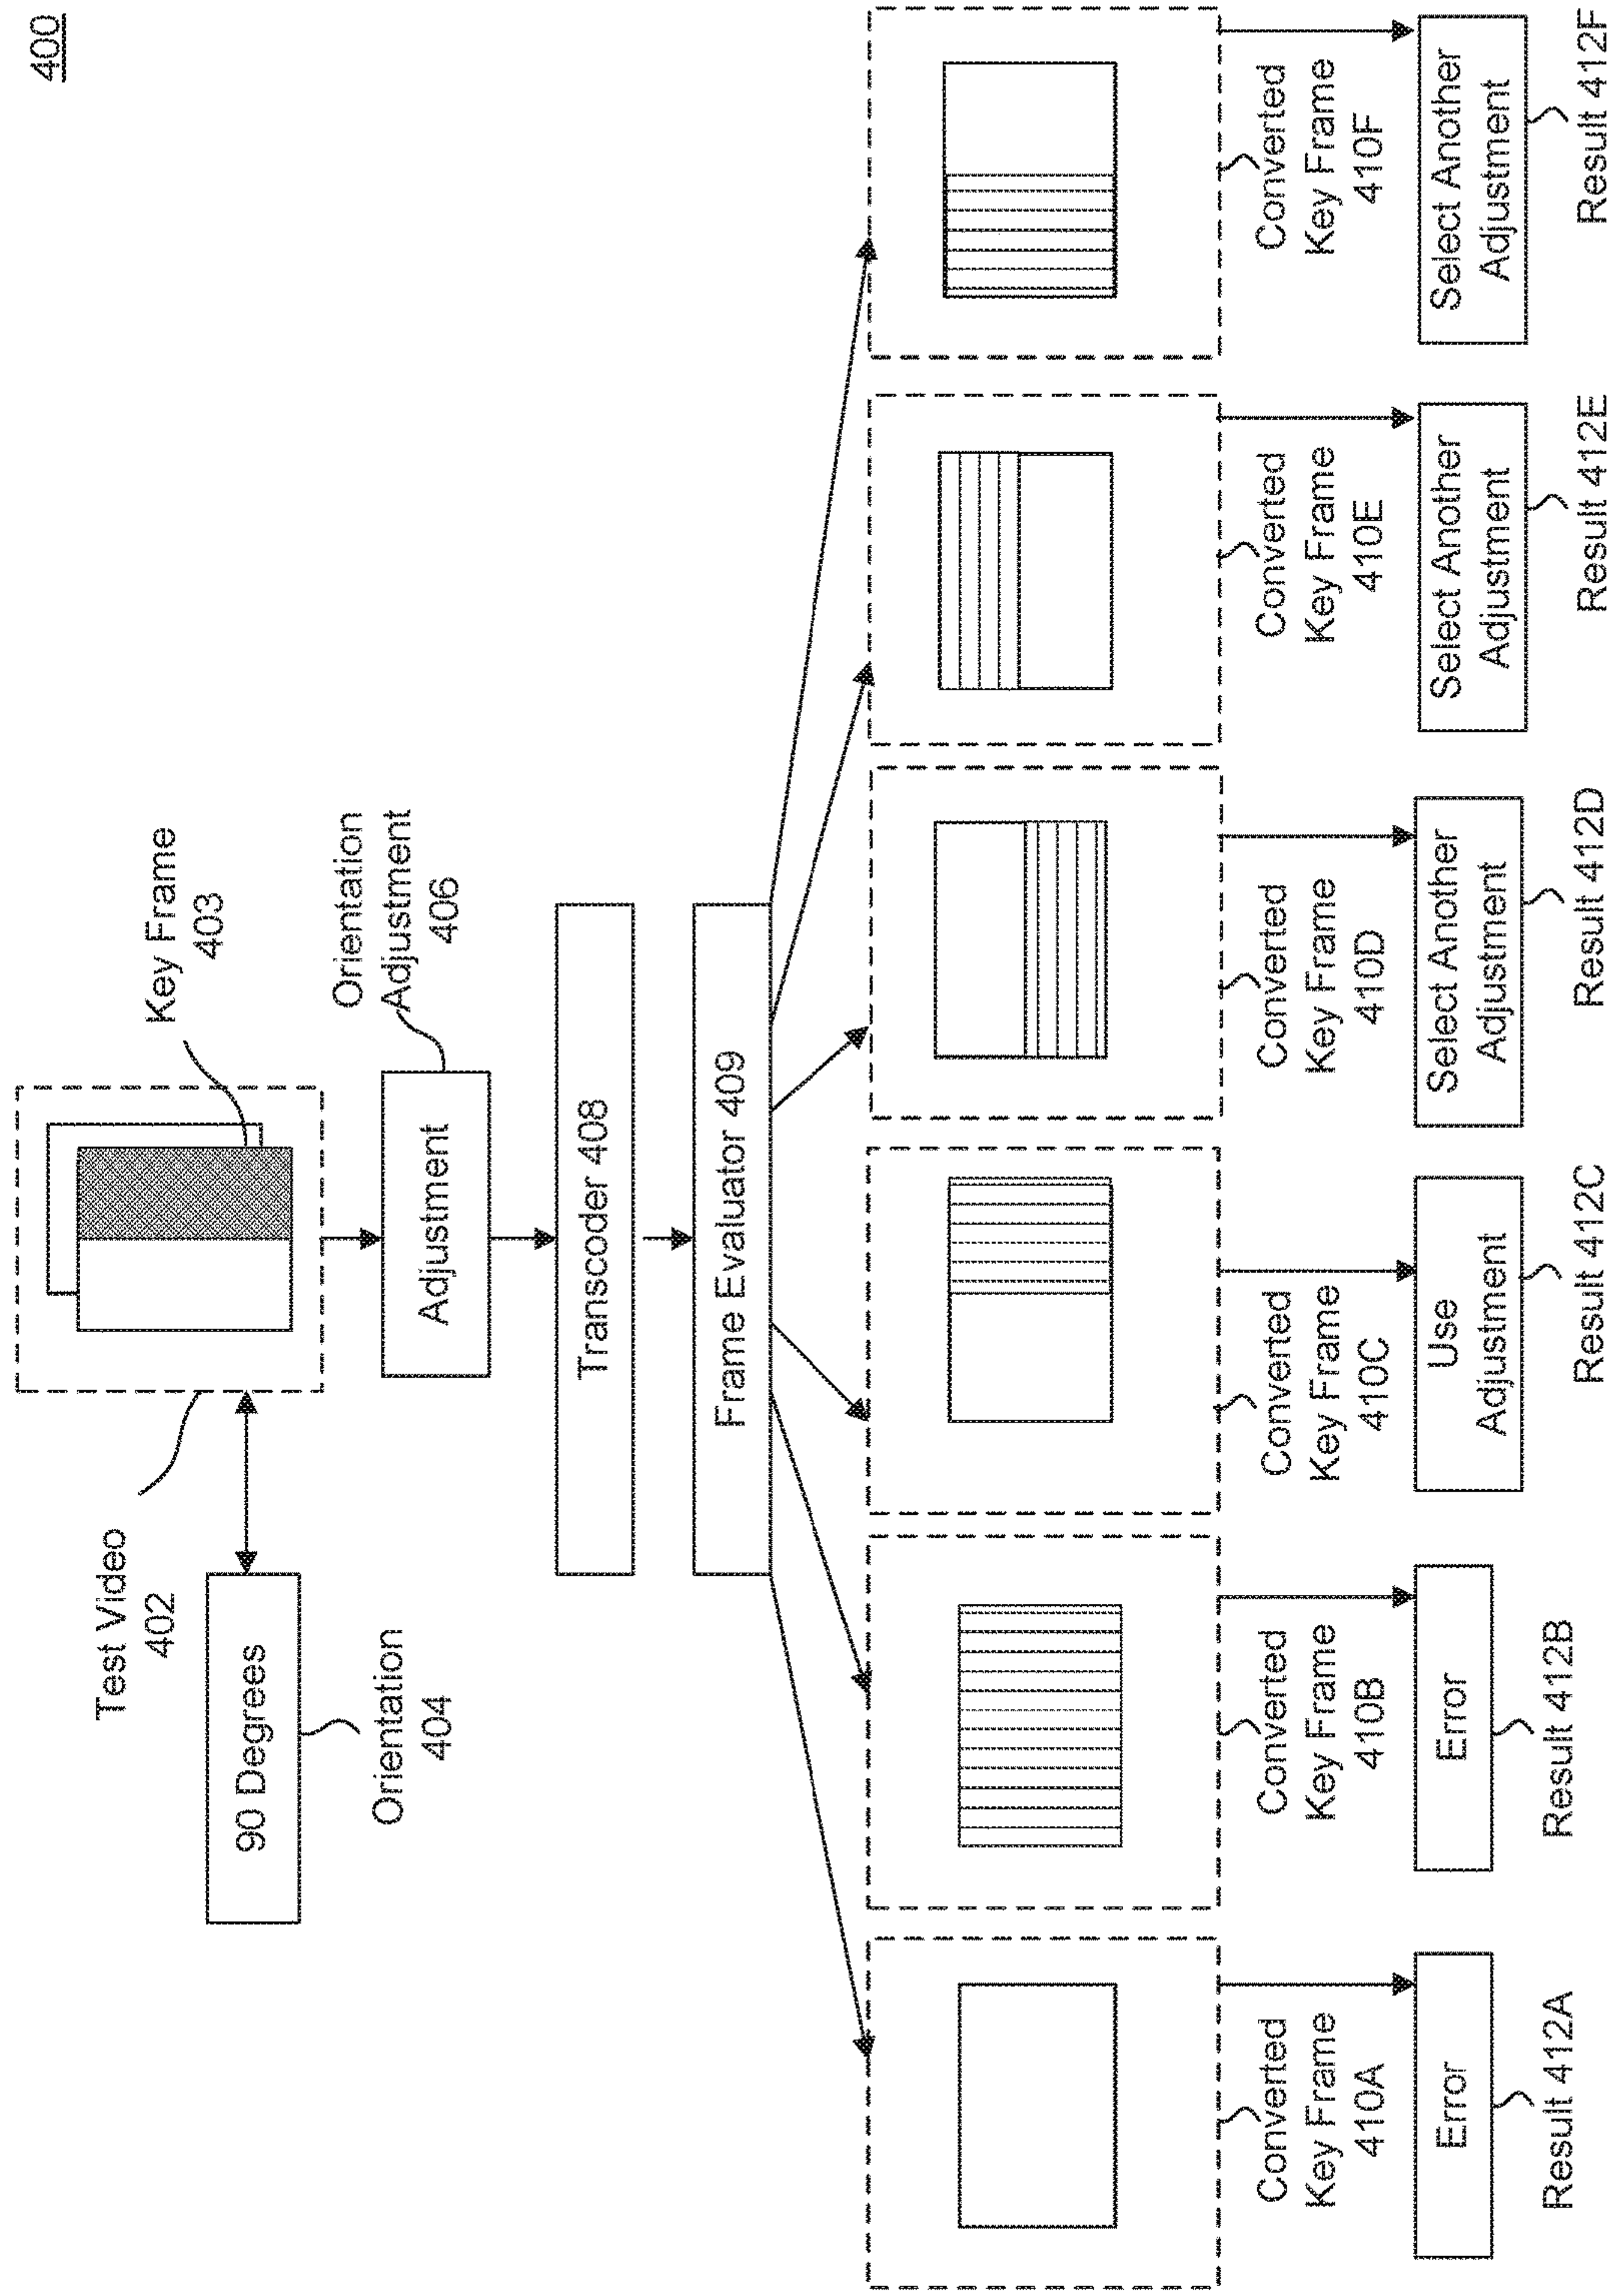 400
Test Video
402
Key Frame
403
90 Degrees
Orientation
404
Adjustment
Orientation
Adjustment
406
Transcoder 408
Frame Evaluator 409
Converted
Key Frame
410A
Converted
Key Frame
410B
Converted
Key Frame
410C
Converted
Key Frame
410D
Converted
Key Frame
410E
Converted
Key Frame
410F
Error
Error
Use
Adjustment
Select Another
Adjustment
Select Another
Adjustment
Select Another
Adjustment
Result 412A
Result 412B
Result 412C
Result 412D
Result 412E
Result 412F